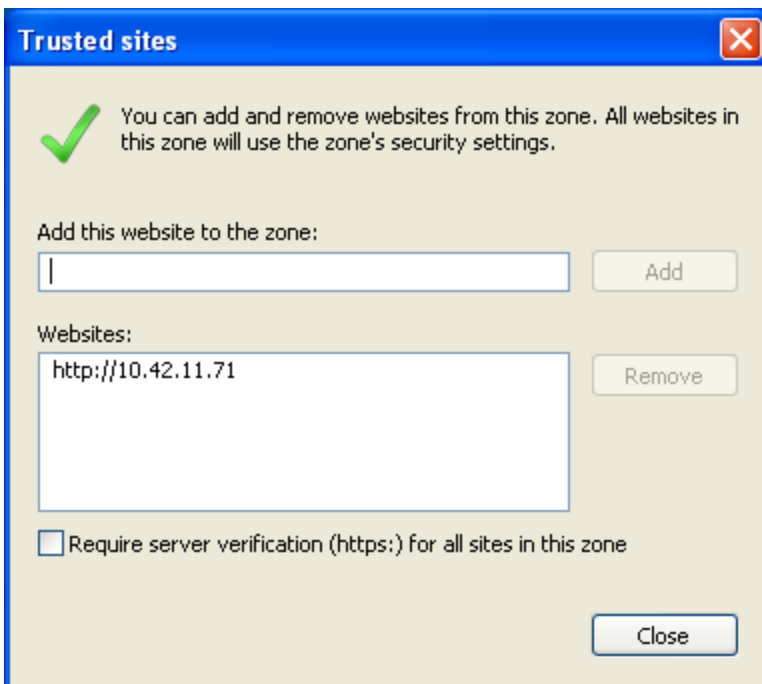 Trusted sites
You can add and remove websites from this zone. All websites in
this zone will use the zone's security settings.
Add this website to the zone:
Add
Websites:
http://10.42.11.71
Remove
Require server verification (https:) for all sites in this zone
Close